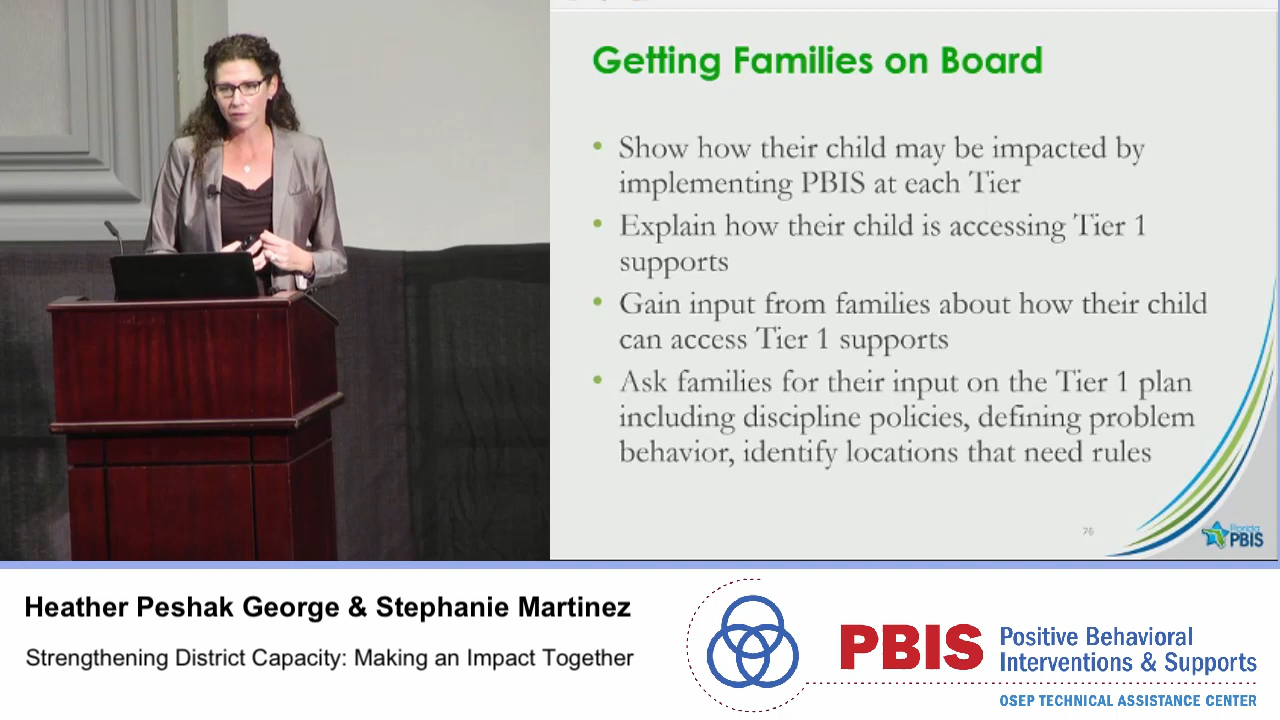 Getting Families on Board
• Show how their child may be impacted by
implementing PBIS at each Tier
• Explain how their child is accessing Tier 1
supports
• Gain input from families about how their child
can access Tier 1 supports
• Ask families for their input on the Tier 1 plan
including discipline policies, defining problem
behavior, identify locations that need rules
76
Florida
PBIS
Heather Peshak George & Stephanie Martinez
Strengthening District Capacity: Making an Impact Together
PBIS
Positive Behavioral
Interventions & Supports
OSEP TECHNICAL ASSISTANCE CENTER